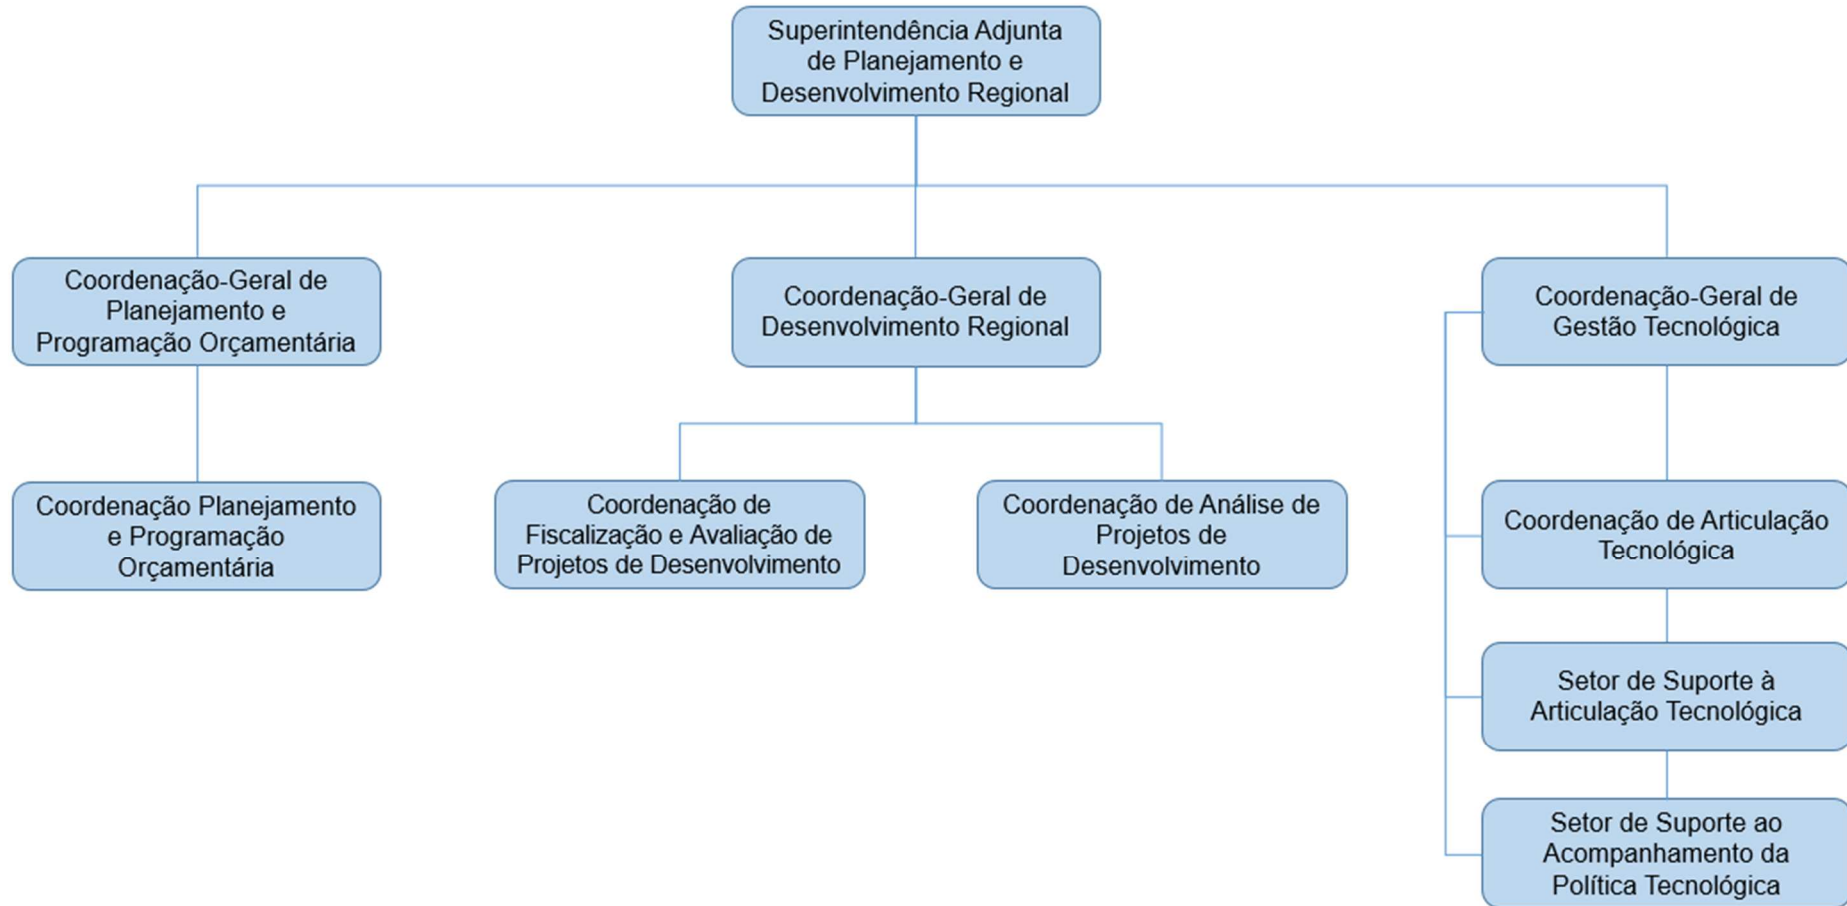 Superintendência Adjunta
de Planejamento e
Desenvolvimento Regional
Coordenação-Geral de
Planejamento e
Programação Orçamentária
Coordenação-Geral de
Desenvolvimento Regional
Coordenação-Geral de
Gestão Tecnológica
Coordenação Planejamento
e Programação
Orçamentária
Coordenação de
Fiscalização e Avaliação de
Projetos de Desenvolvimento
Coordenação de Análise de
Projetos de
Desenvolvimento
Coordenação de Articulação
Tecnológica
Setor de Suporte à
Articulação Tecnológica
Setor de Suporte ao
Acompanhamento da
Política Tecnológica